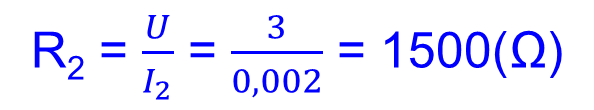 R₂ = U/I₂ = 3/0,002 = 1500(Ω)